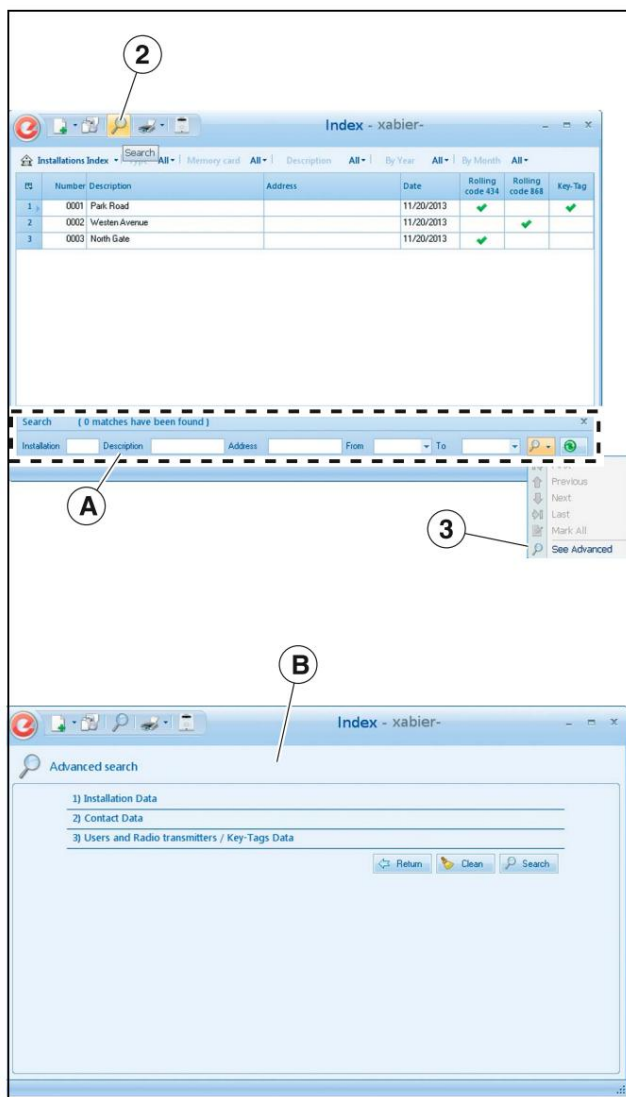 2
Index - xabier-
Search
Installations Index All Memory card All Description All By Year All By Month All
Number Description Address Date Rolling code 434 Rolling code 868 Key-Tag
1 0001 Park Road 11/20/2013
2 0002 Westen Avenue 11/20/2013
3 0003 North Gate 11/20/2013
Search ( 0 matches have been found )
Installation Description Address From To
A
Previous
Next
Last
Mark All
3
See Advanced
B
Index - xabier-
Advanced search
1) Installation Data
2) Contact Data
3) Users and Radio transmitters / Key-Tags Data
Return Clean Search